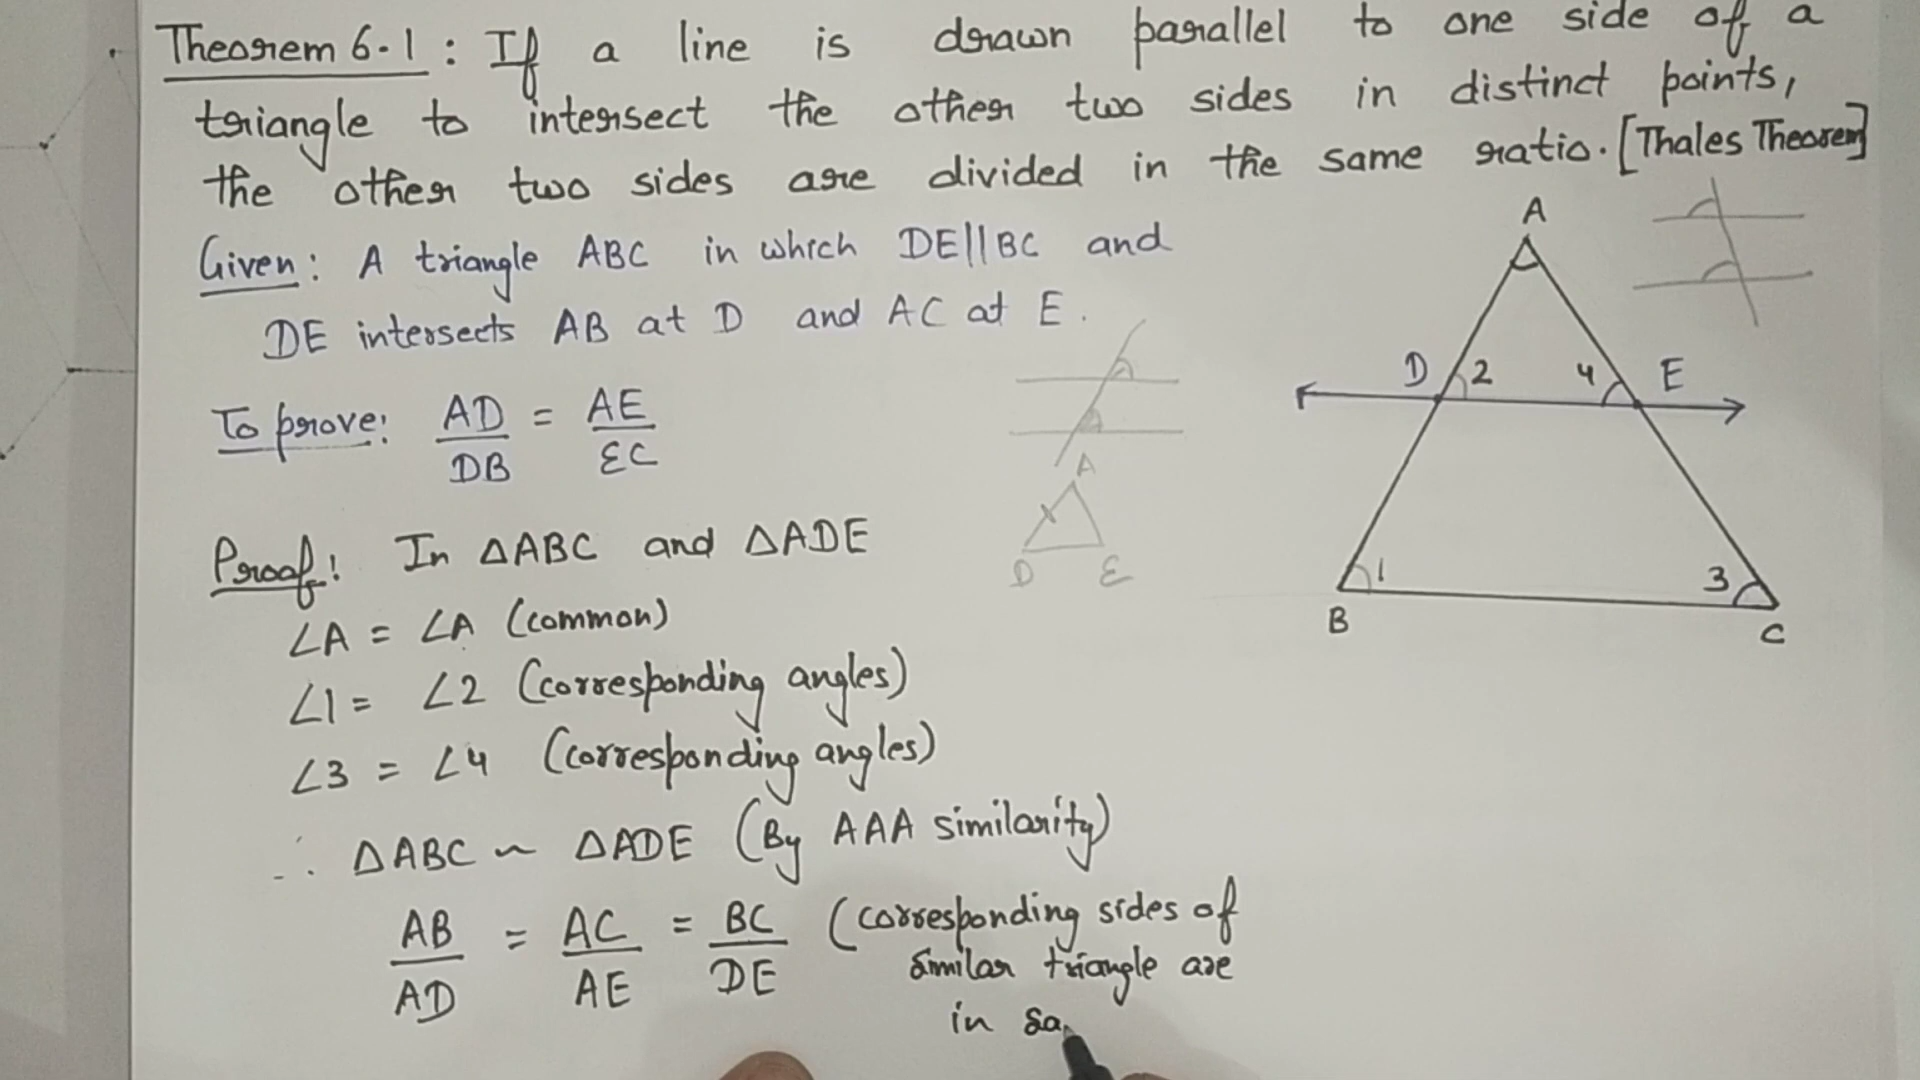 Theorem 6.1 : If a line is drawn parallel to one side of a
triangle to intersect the other two sides in distinct points,
the other two sides are divided in the same ratio. [Thales Theorem]
Given: A triangle ABC in which DE||BC and
DE intersects AB at D and AC at E.
To prove: AD/DB = AE/EC
Proof: In △ABC and △ADE
∠A = ∠A (common)
∠1 = ∠2 (corresponding angles)
∠3 = ∠4 (corresponding angles)
∴ △ABC ~ △ADE (By AAA similarity)
AB/AD = AC/AE = BC/DE (corresponding sides of
similar triangle are
in sa
A
D 2 4 E
1 3
B C
A
D E